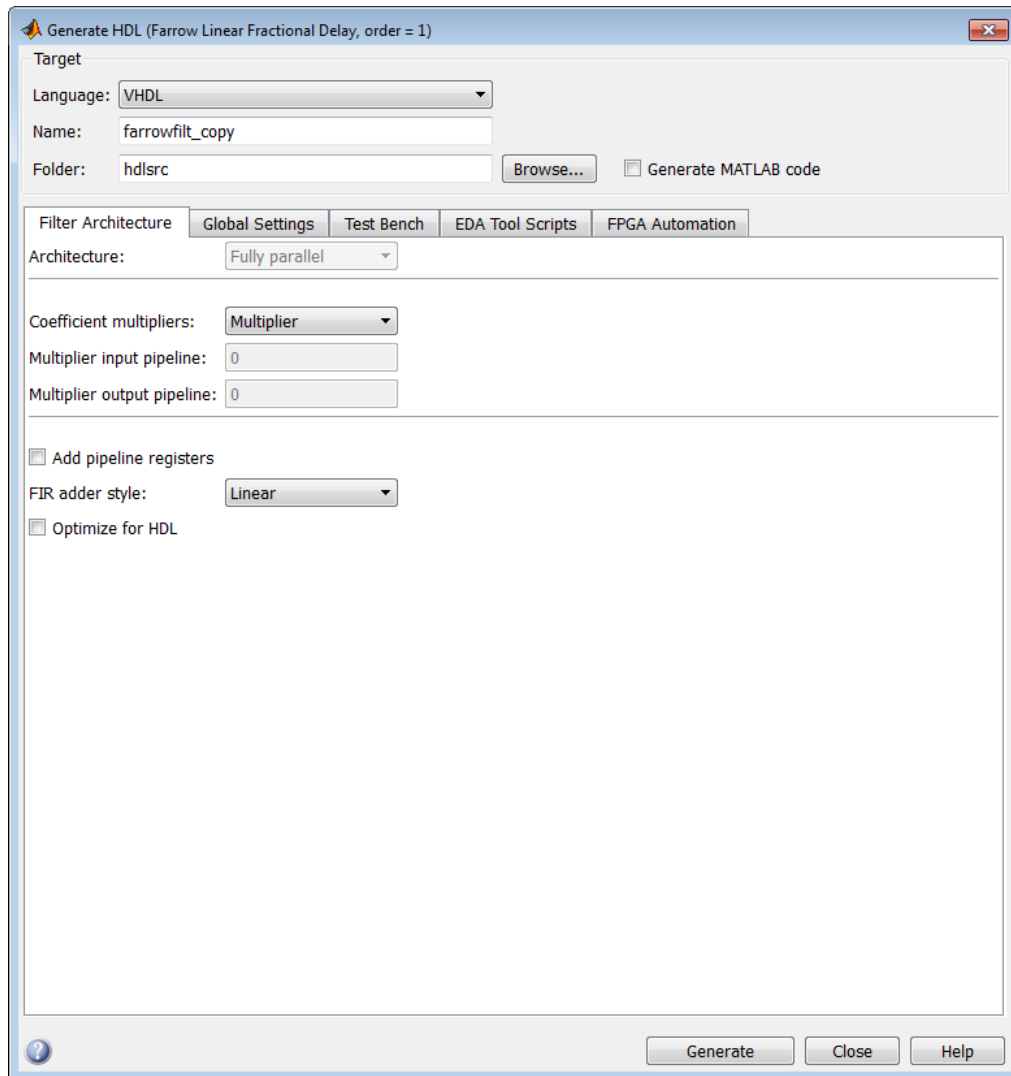 Generate HDL (Farrow Linear Fractional Delay, order = 1)
Target
Language: VHDL
Name: farrowfilt_copy
Folder: hdlsrc Browse... Generate MATLAB code
Filter Architecture Global Settings Test Bench EDA Tool Scripts FPGA Automation
Architecture: Fully parallel
Coefficient multipliers: Multiplier
Multiplier input pipeline: 0
Multiplier output pipeline: 0
Add pipeline registers
FIR adder style: Linear
Optimize for HDL
? Generate Close Help